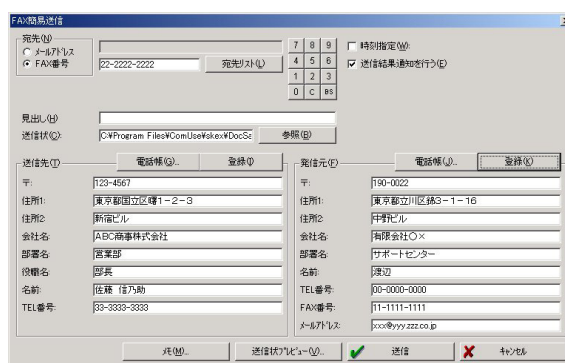 FAX簡易送信
宛先(N)
メールアドレス
FAX番号
22-2222-2222
宛先リスト(L)
7 8 9
4 5 6
1 2 3
0 C BS
時刻指定(W):
送信結果通知を行う(E)
見出し(H)
送信状(C):
C:¥Program Files¥ComUse¥skex¥DocSe
参照(B)
送信先(T)
電話帳(G)...
登録(I)
〒:
123-4567
住所1:
東京都国立区曙1-2-3
住所2:
新宿ビル
会社名:
ABC商事株式会社
部署名:
営業部
役職名:
部長
名前:
佐藤 信乃助
TEL番号:
33-3333-3333
発信元(F)
電話帳(J)...
登録(K)
〒:
190-0022
住所1:
東京都立川区錦3-1-16
住所2:
中野ビル
会社名:
有限会社○×
部署名:
サポートセンター
名前:
渡辺
TEL番号:
00-0000-0000
FAX番号:
11-1111-1111
メールアドレス:
xxx@yyy.zzz.co.jp
メモ(M)...
送信状プレビュー(V)...
送信
キャンセル